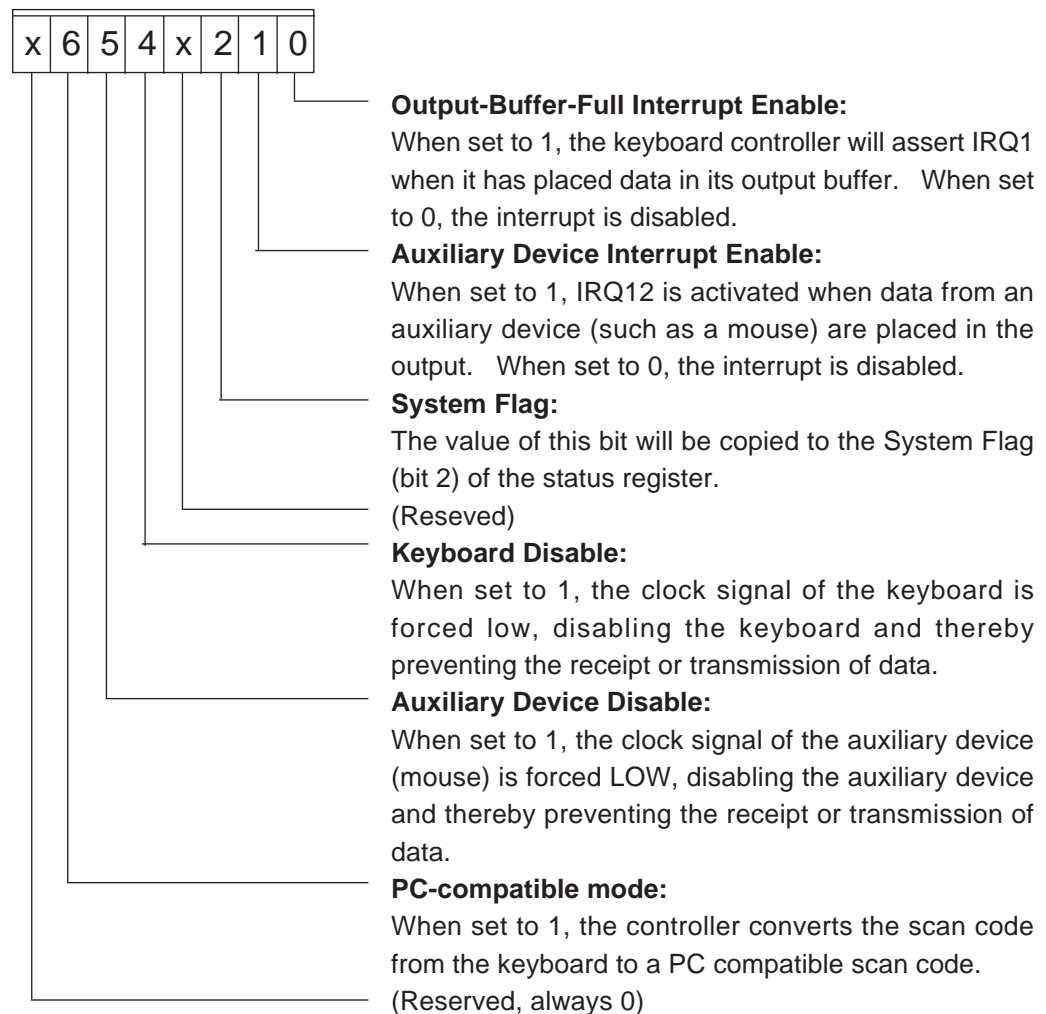 x 6 5 4 x 2 1 0
Output-Buffer-Full Interrupt Enable:
When set to 1, the keyboard controller will assert IRQ1
when it has placed data in its output buffer. When set
to 0, the interrupt is disabled.
Auxiliary Device Interrupt Enable:
When set to 1, IRQ12 is activated when data from an
auxiliary device (such as a mouse) are placed in the
output. When set to 0, the interrupt is disabled.
System Flag:
The value of this bit will be copied to the System Flag
(bit 2) of the status register.
(Reseved)
Keyboard Disable:
When set to 1, the clock signal of the keyboard is
forced low, disabling the keyboard and thereby
preventing the receipt or transmission of data.
Auxiliary Device Disable:
When set to 1, the clock signal of the auxiliary device
(mouse) is forced LOW, disabling the auxiliary device
and thereby preventing the receipt or transmission of
data.
PC-compatible mode:
When set to 1, the controller converts the scan code
from the keyboard to a PC compatible scan code.
(Reserved, always 0)